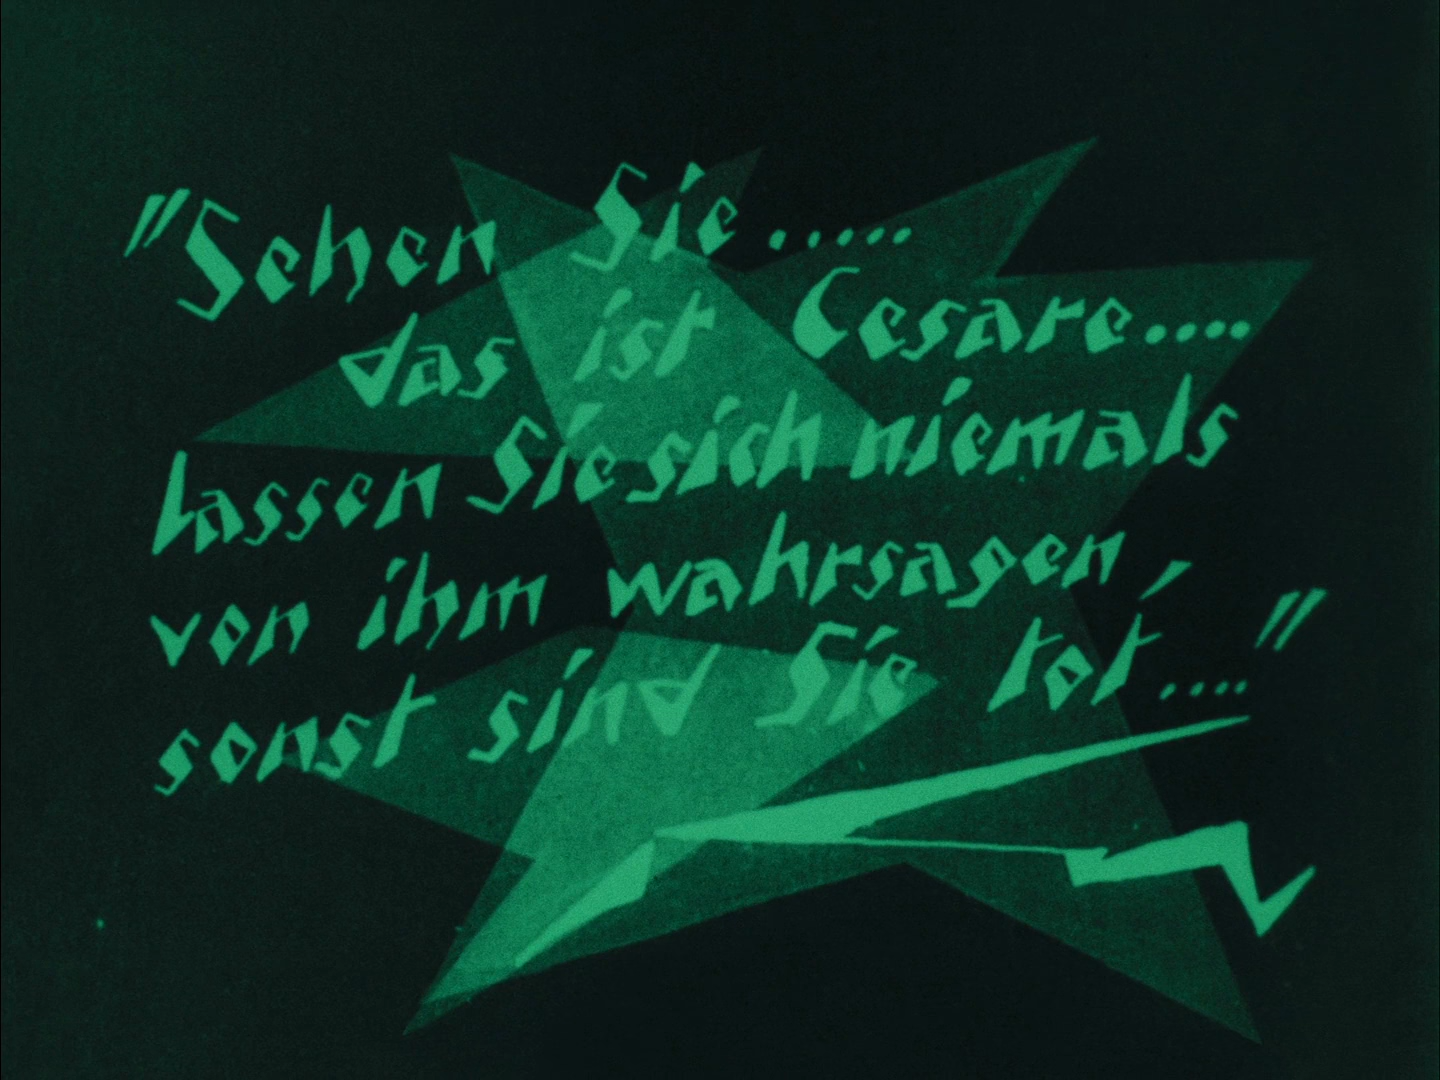 "Sehen Sie.....
das ist Cesare....
lassen Sie sich niemals
von ihm wahrsagen,
sonst sind Sie tot...."